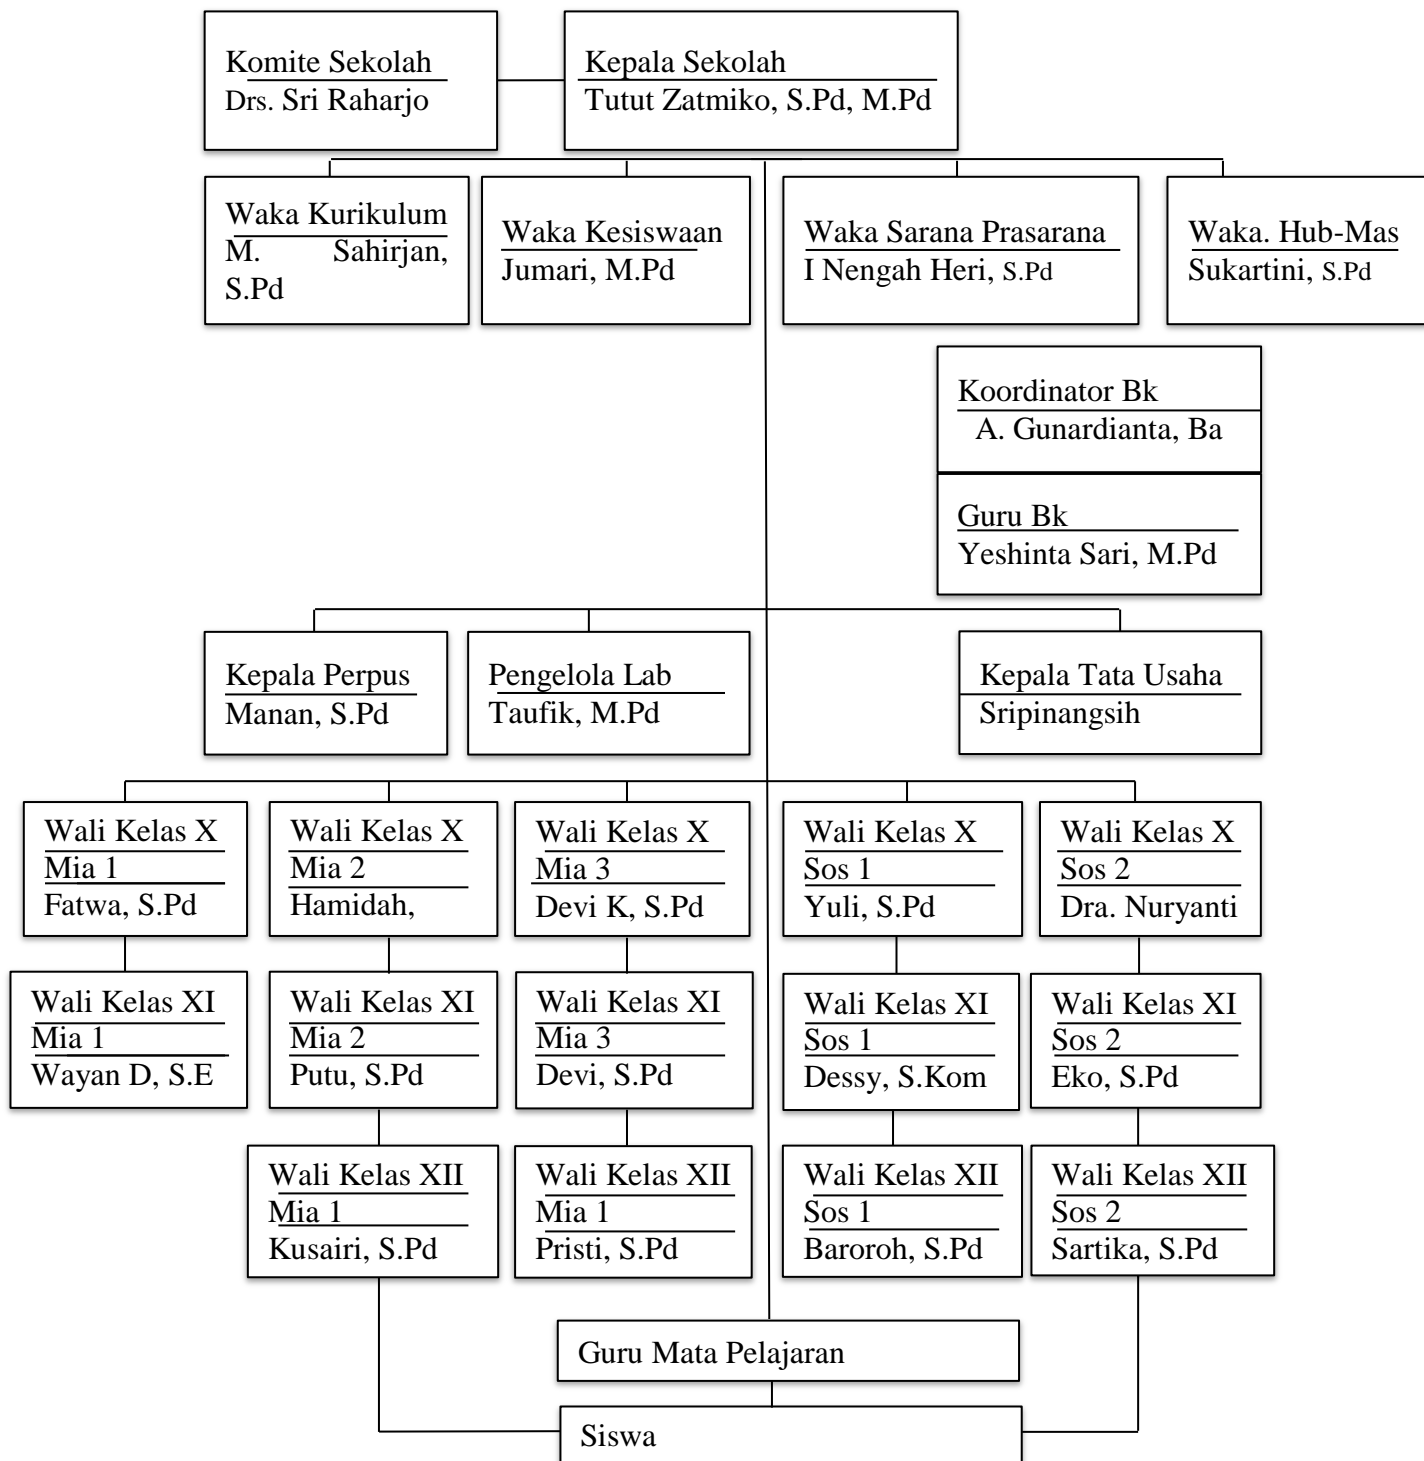 Komite Sekolah
Drs. Sri Raharjo
Kepala Sekolah
Tutut Zatmiko, S.Pd, M.Pd
Waka Kurikulum
M. Sahirjan,
S.Pd
Waka Kesiswaan
Jumari, M.Pd
Waka Sarana Prasarana
I Nengah Heri, S.Pd
Waka. Hub-Mas
Sukartini, S.Pd
Koordinator Bk
A. Gunardianta, Ba
Guru Bk
Yeshinta Sari, M.Pd
Kepala Perpus
Manan, S.Pd
Pengelola Lab
Taufik, M.Pd
Kepala Tata Usaha
Sripinangsih
Wali Kelas X
Mia 1
Fatwa, S.Pd
Wali Kelas X
Mia 2
Hamidah,
Wali Kelas X
Mia 3
Devi K, S.Pd
Wali Kelas X
Sos 1
Yuli, S.Pd
Wali Kelas X
Sos 2
Dra. Nuryanti
Wali Kelas XI
Mia 1
Wayan D, S.E
Wali Kelas XI
Mia 2
Putu, S.Pd
Wali Kelas XI
Mia 3
Devi, S.Pd
Wali Kelas XI
Sos 1
Dessy, S.Kom
Wali Kelas XI
Sos 2
Eko, S.Pd
Wali Kelas XII
Mia 1
Kusairi, S.Pd
Wali Kelas XII
Mia 1
Pristi, S.Pd
Wali Kelas XII
Sos 1
Baroroh, S.Pd
Wali Kelas XII
Sos 2
Sartika, S.Pd
Guru Mata Pelajaran
Siswa